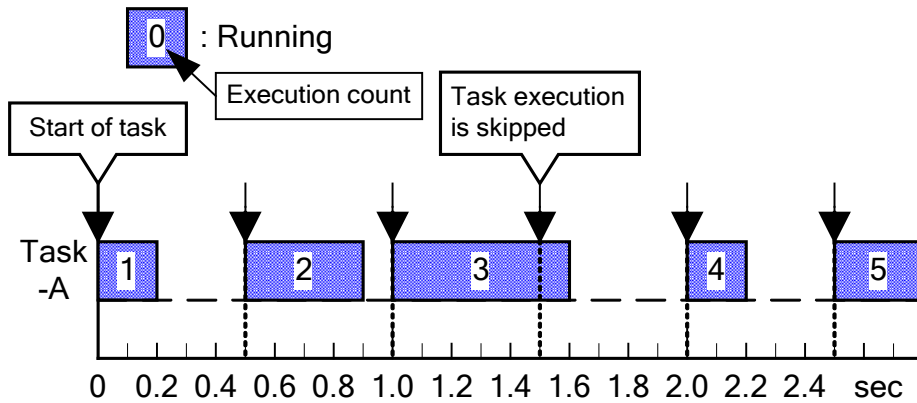 0 : Running
Execution count
Start of task
Task execution
is skipped
Task
-A
1 2 3 4 5
0 0.2 0.4 0.6 0.8 1.0 1.2 1.4 1.6 1.8 2.0 2.2 2.4 sec